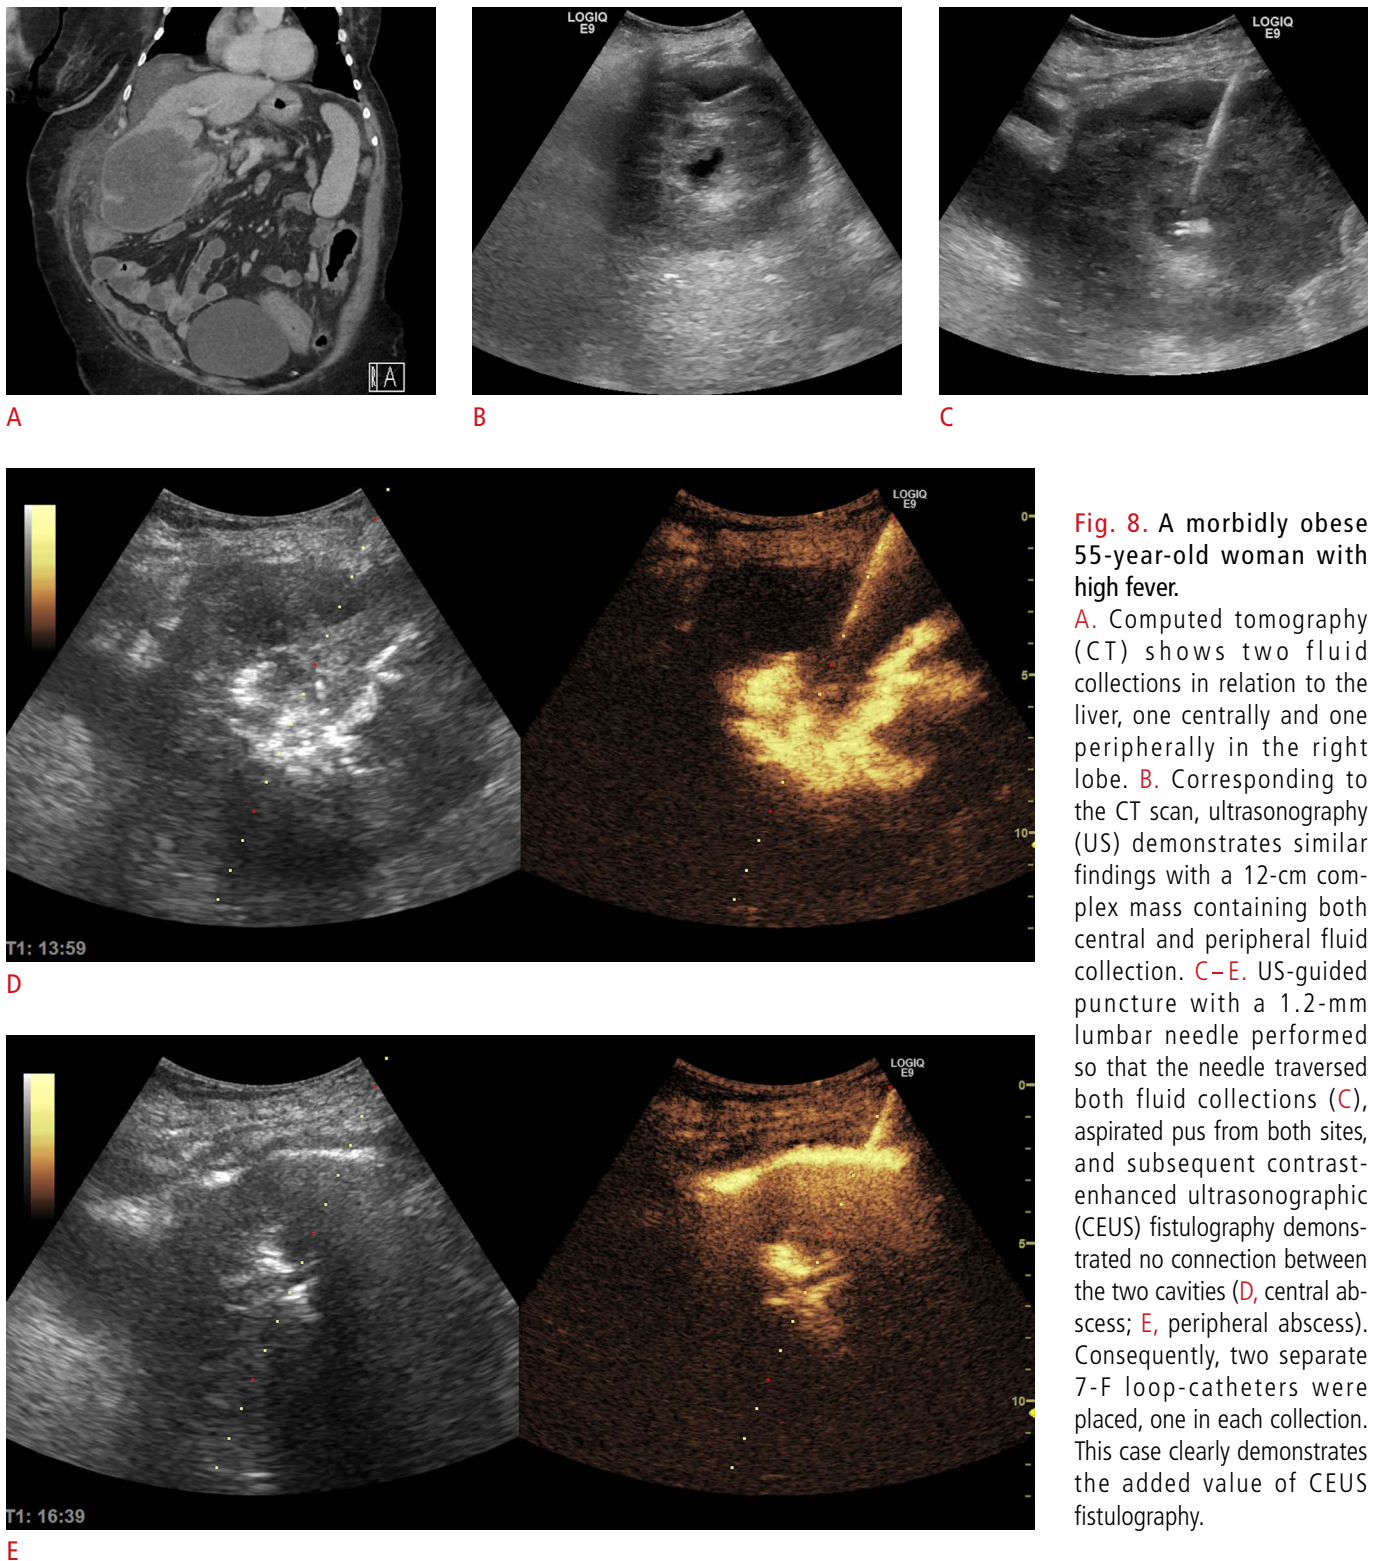 LOGIQ
E9
LOGIQ
E9
A
A
B
C
LOGIQ
E9
0
5
10
T1: 13:59
D
LOGIQ
E9
0
5
10
T1: 16:39
E
Fig. 8. A morbidly obese
55-year-old woman with
high fever.
A. Computed tomography
(CT) shows two fluid
collections in relation to the
liver, one centrally and one
peripherally in the right
lobe. B. Corresponding to
the CT scan, ultrasonography
(US) demonstrates similar
findings with a 12-cm com-
plex mass containing both
central and peripheral fluid
collection. C–E. US-guided
puncture with a 1.2-mm
lumbar needle performed
so that the needle traversed
both fluid collections (C),
aspirated pus from both sites,
and subsequent contrast-
enhanced ultrasonographic
(CEUS) fistulography demons-
trated no connection between
the two cavities (D, central ab-
scess; E, peripheral abscess).
Consequently, two separate
7-F loop-catheters were
placed, one in each collection.
This case clearly demonstrates
the added value of CEUS
fistulography.